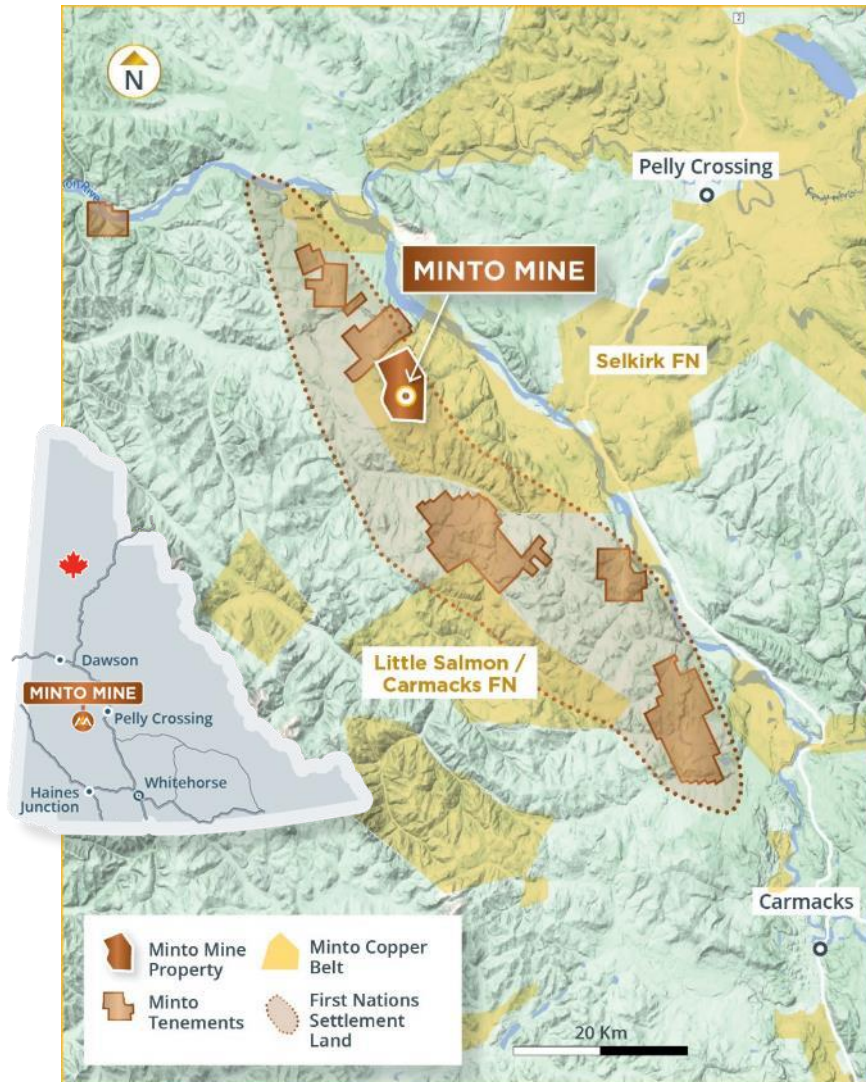 2
N
Pelly Crossing
MINTO MINE
Selkirk FN
Little Salmon /
Carmacks FN
Dawson
MINTO MINE
Pelly Crossing
Haines
Junction
Whitehorse
Carmacks
Minto Mine
Property
Minto Copper
Belt
Minto
Tenements
First Nations
Settlement
Land
20 Km